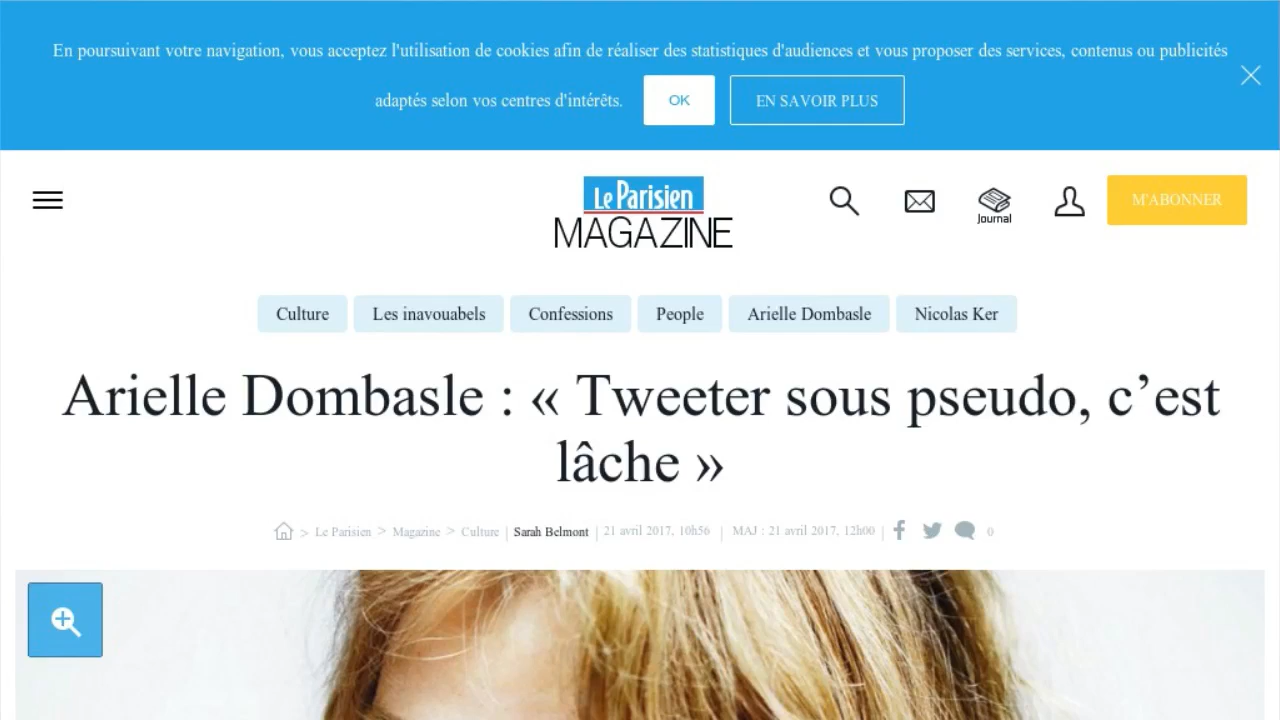 En poursuivant votre navigation, vous acceptez l'utilisation de cookies afin de réaliser des statistiques d'audiences et vous proposer des services, contenus ou publicités
adaptés selon vos centres d'intérêts. OK EN SAVOIR PLUS
Le Parisien
MAGAZINE
Journal
M'ABONNER
Culture Les inavouabels Confessions People Arielle Dombasle Nicolas Ker
Arielle Dombasle : « Tweeter sous pseudo, c’est
lâche »
> Le Parisien > Magazine > Culture | Sarah Belmont | 21 avril 2017, 10h56 | MAJ : 21 avril 2017, 12h00 | 0